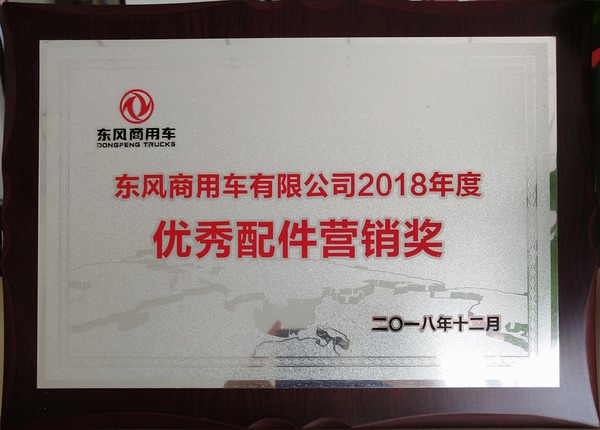 东风商用车
DONGFENG TRUCKS
东风商用车有限公司2018年度
优秀配件营销奖
二〇一八年十二月